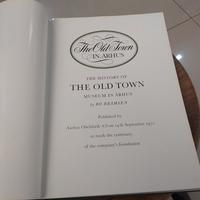 The Old Town
IN ÅRHUS
THE HISTORY OF
THE OLD TOWN
MUSEUM IN ÅRHUS
by BO BRAMSEN
Published by
Aarhus Oliefabrik A/S on 14th September 1971
to mark the centenary
of the company's foundation